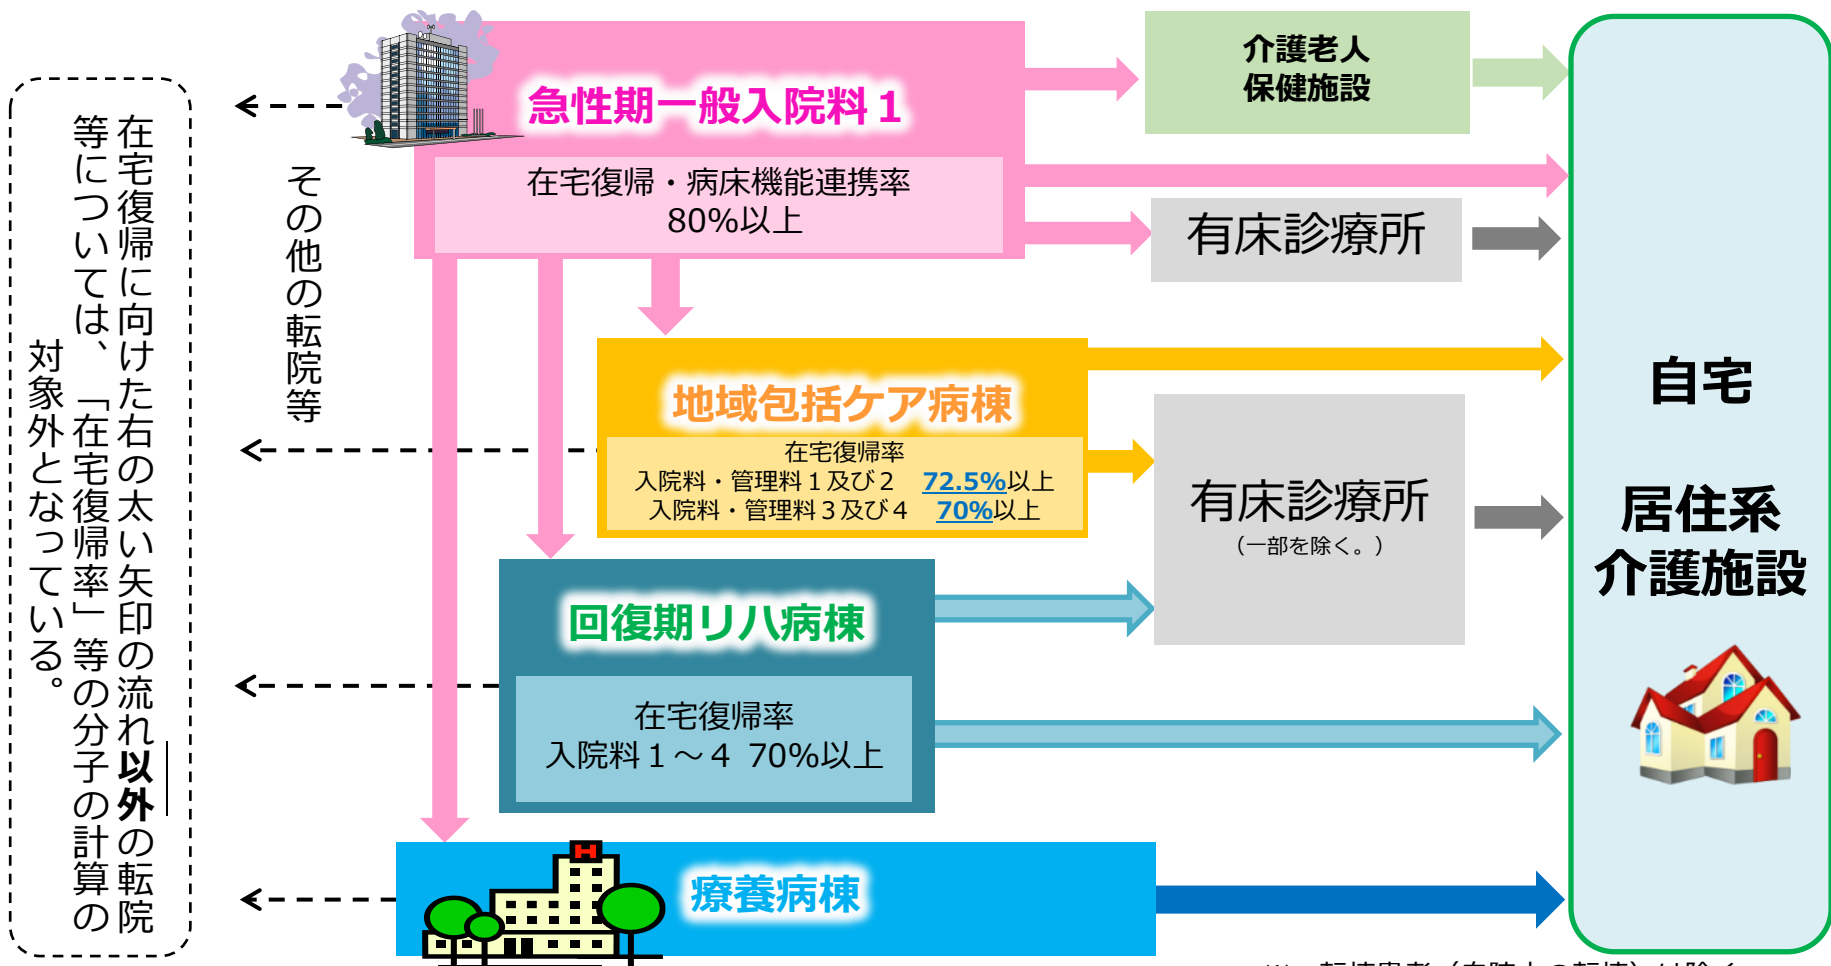 在宅復帰に向けた右の太い矢印の流れ以外の転院
等については、「在宅復帰率」等の分子の計算の
対象外となっている。
その他の転院等
急性期一般入院料１
在宅復帰・病床機能連携率
80%以上
介護老人
保健施設
有床診療所
地域包括ケア病棟
在宅復帰率
入院料・管理料１及び２ 72.5%以上
入院料・管理料３及び４ 70%以上
有床診療所
（一部を除く。）
回復期リハ病棟
在宅復帰率
入院料１～４ 70%以上
療養病棟
自宅
居住系
介護施設